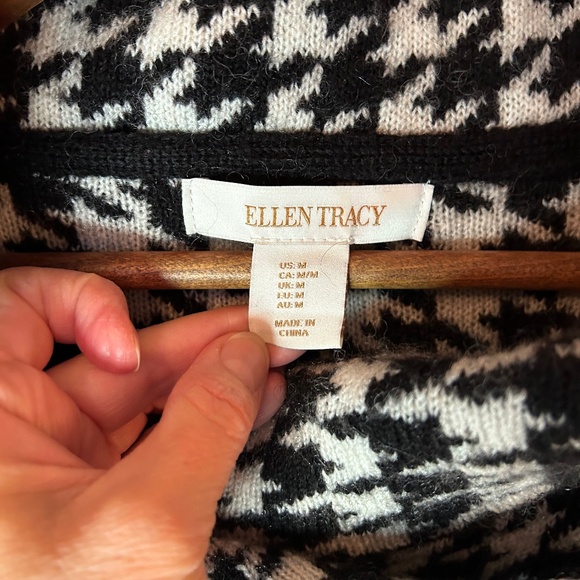 ELLEN TRACY
US: M
CA: M/M
UK: M
EU: M
AU: M
MADE IN
CHINA